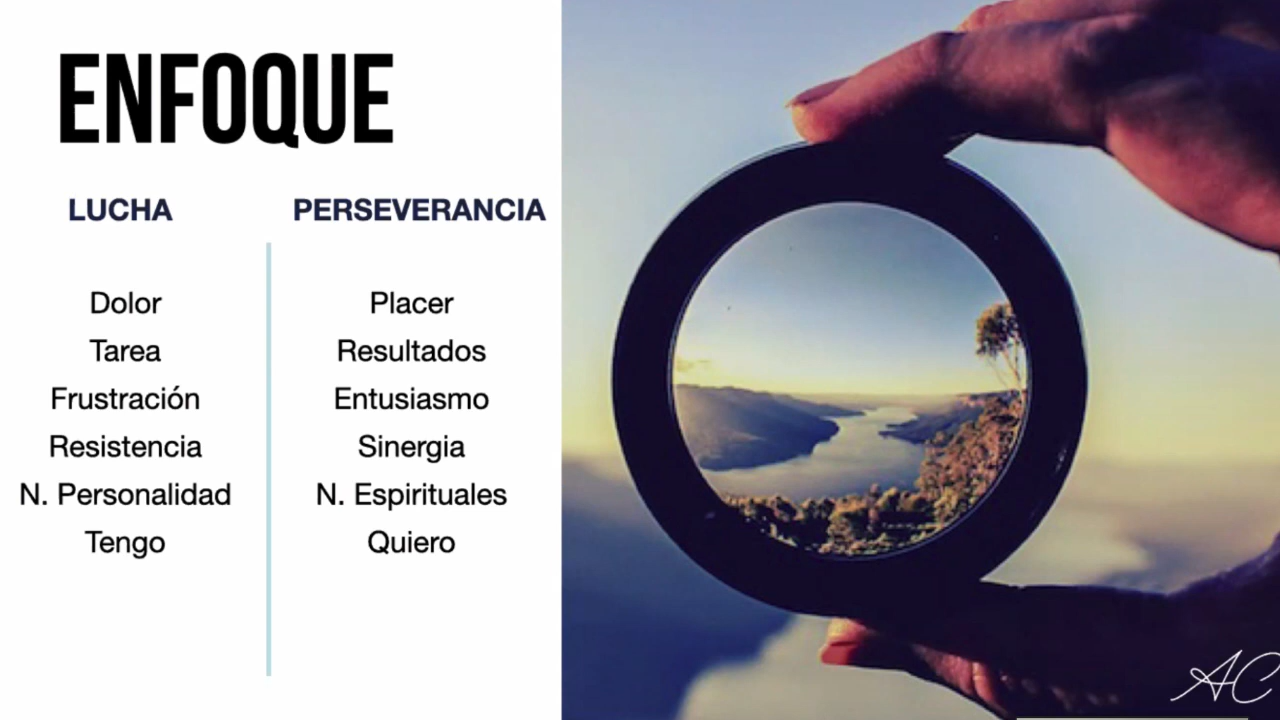 ENFOQUE
LUCHA
PERSEVERANCIA
Dolor
Placer
Tarea
Resultados
Frustración
Entusiasmo
Resistencia
Sinergia
N. Personalidad
N. Espirituales
Tengo
Quiero
AC